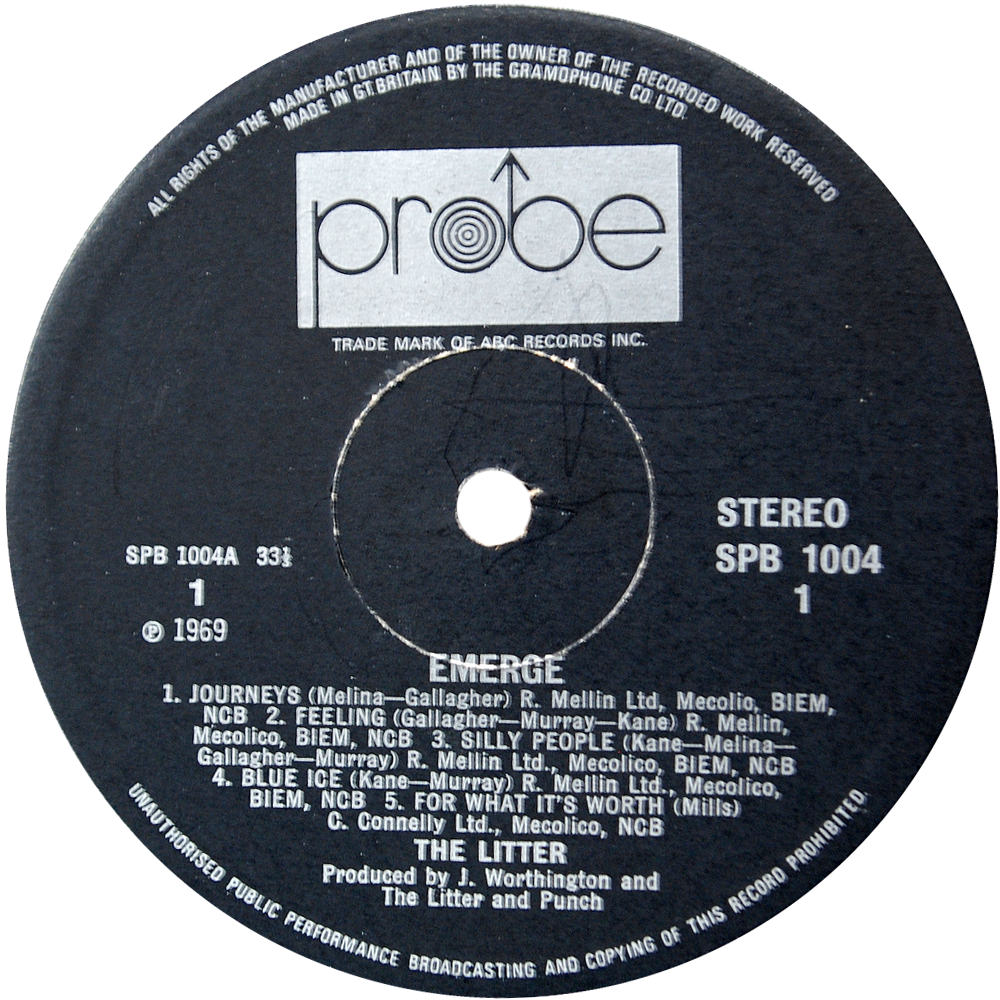 ALL RIGHTS OF THE MANUFACTURER AND OF THE OWNER OF THE RECORDED WORK RESERVED
MADE IN GT.BRITAIN BY THE GRAMOPHONE CO LTD.
probe
TRADE MARK OF ABC RECORDS INC.
STEREO
SPB 1004
1
SPB 1004A 33⅓
1
℗ 1969
EMERGE
1. JOURNEYS (Melina—Gallagher) R. Mellin Ltd, Mecolio, BIEM,
NCB 2. FEELING (Gallagher—Murray—Kane) R. Mellin,
Mecolico, BIEM, NCB 3. SILLY PEOPLE (Kane—Melina—
Gallagher—Murray) R. Mellin Ltd., Mecolico, BIEM, NCB
4. BLUE ICE (Kane—Murray) R. Mellin Ltd., Mecolico,
BIEM, NCB 5. FOR WHAT IT'S WORTH (Mills)
C. Connelly Ltd., Mecolico, NCB
THE LITTER
Produced by J. Worthington and
The Litter and Punch
UNAUTHORISED PUBLIC PERFORMANCE BROADCASTING AND COPYING OF THIS RECORD PROHIBITED.